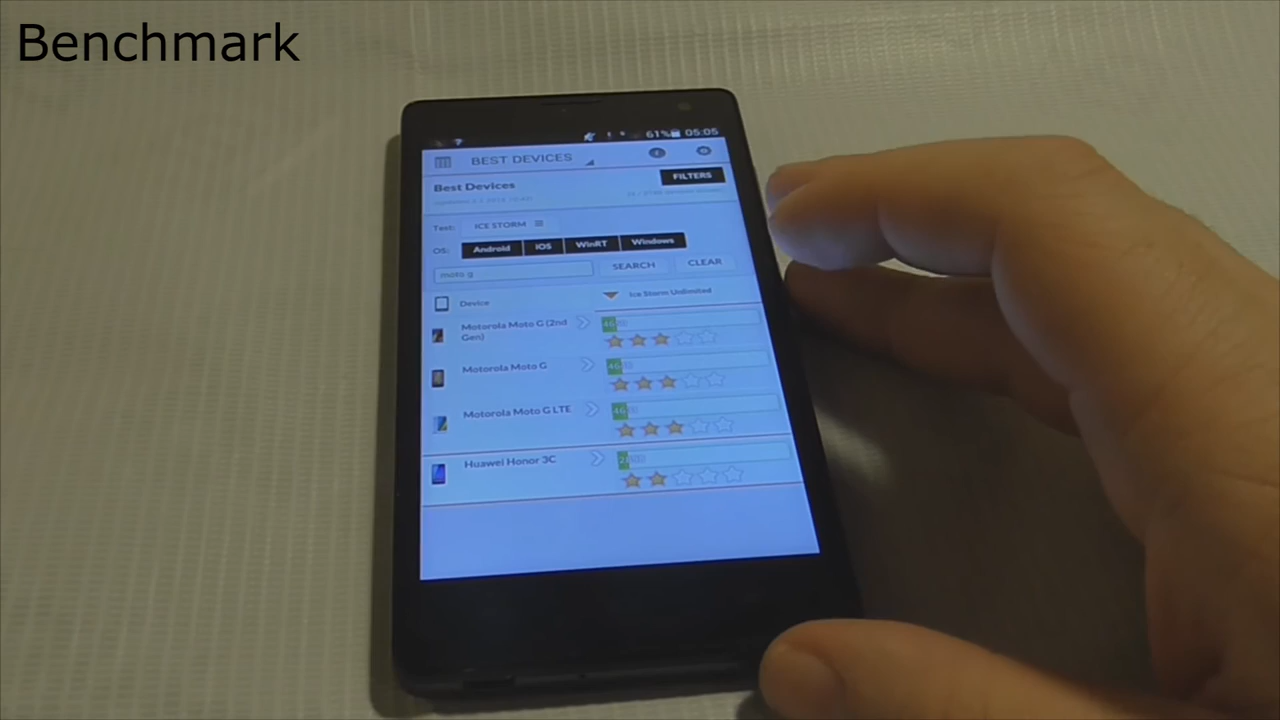 Benchmark
61% 05:05
BEST DEVICES
Best Devices
FILTERS
Test: ICE STORM
OS: Android iOS WinRT Windows
moto g SEARCH CLEAR
Device Ice Storm Unlimited
Motorola Moto G (2nd
Gen)
Motorola Moto G
Motorola Moto G LTE
Huawei Honor 3C